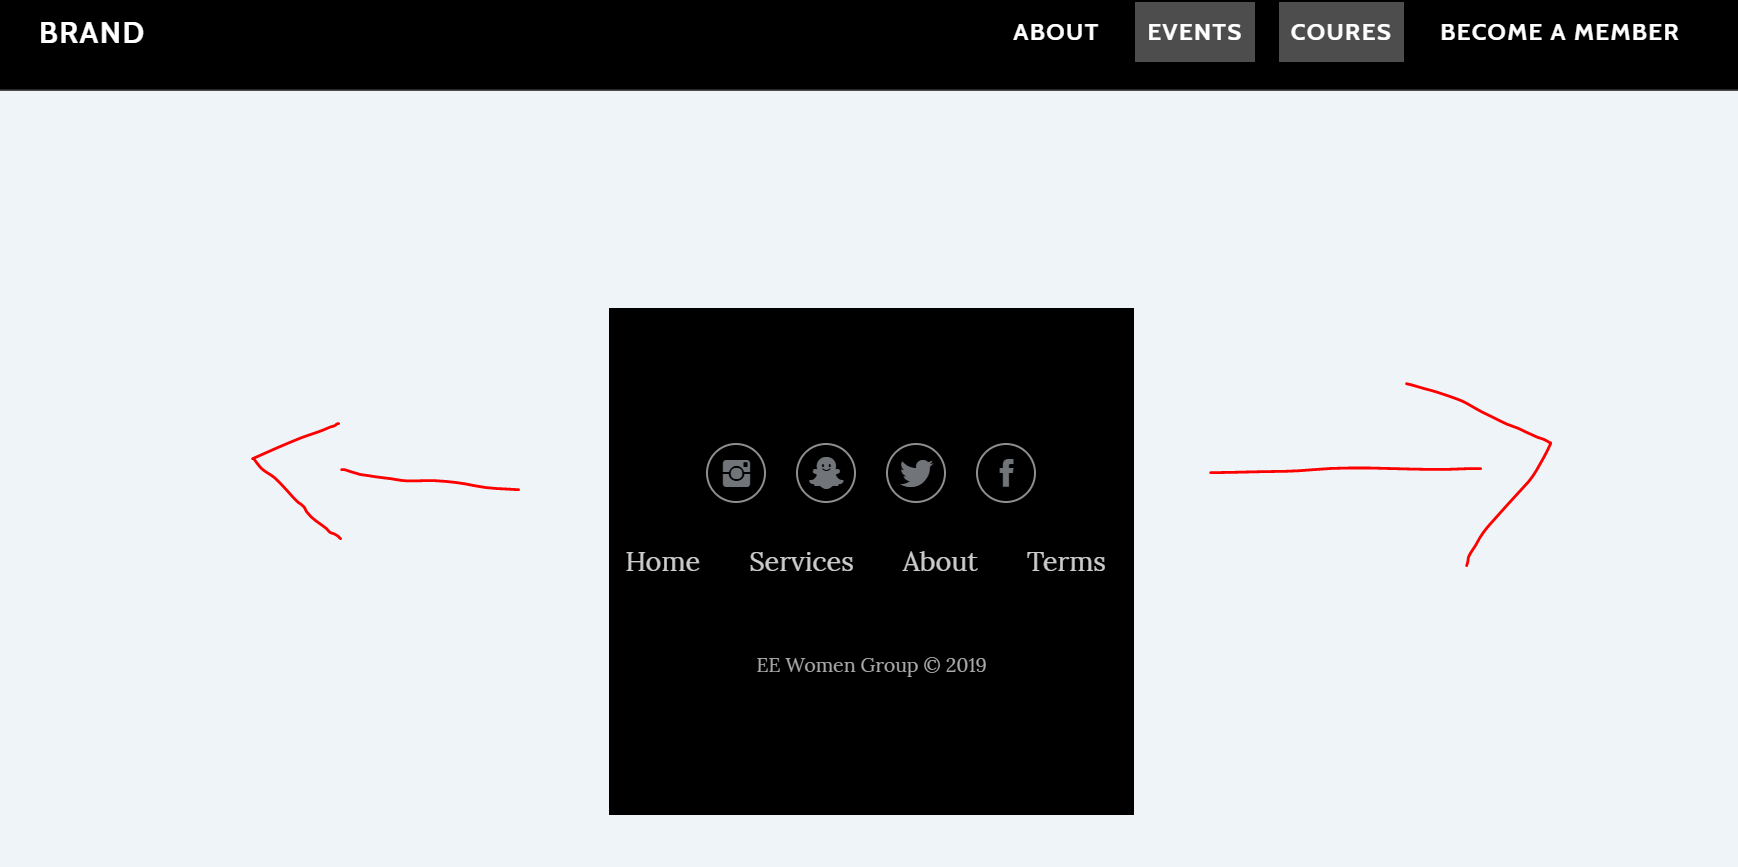 BRAND ABOUT EVENTS COURES BECOME A MEMBER
Home Services About Terms
EE Women Group © 2019